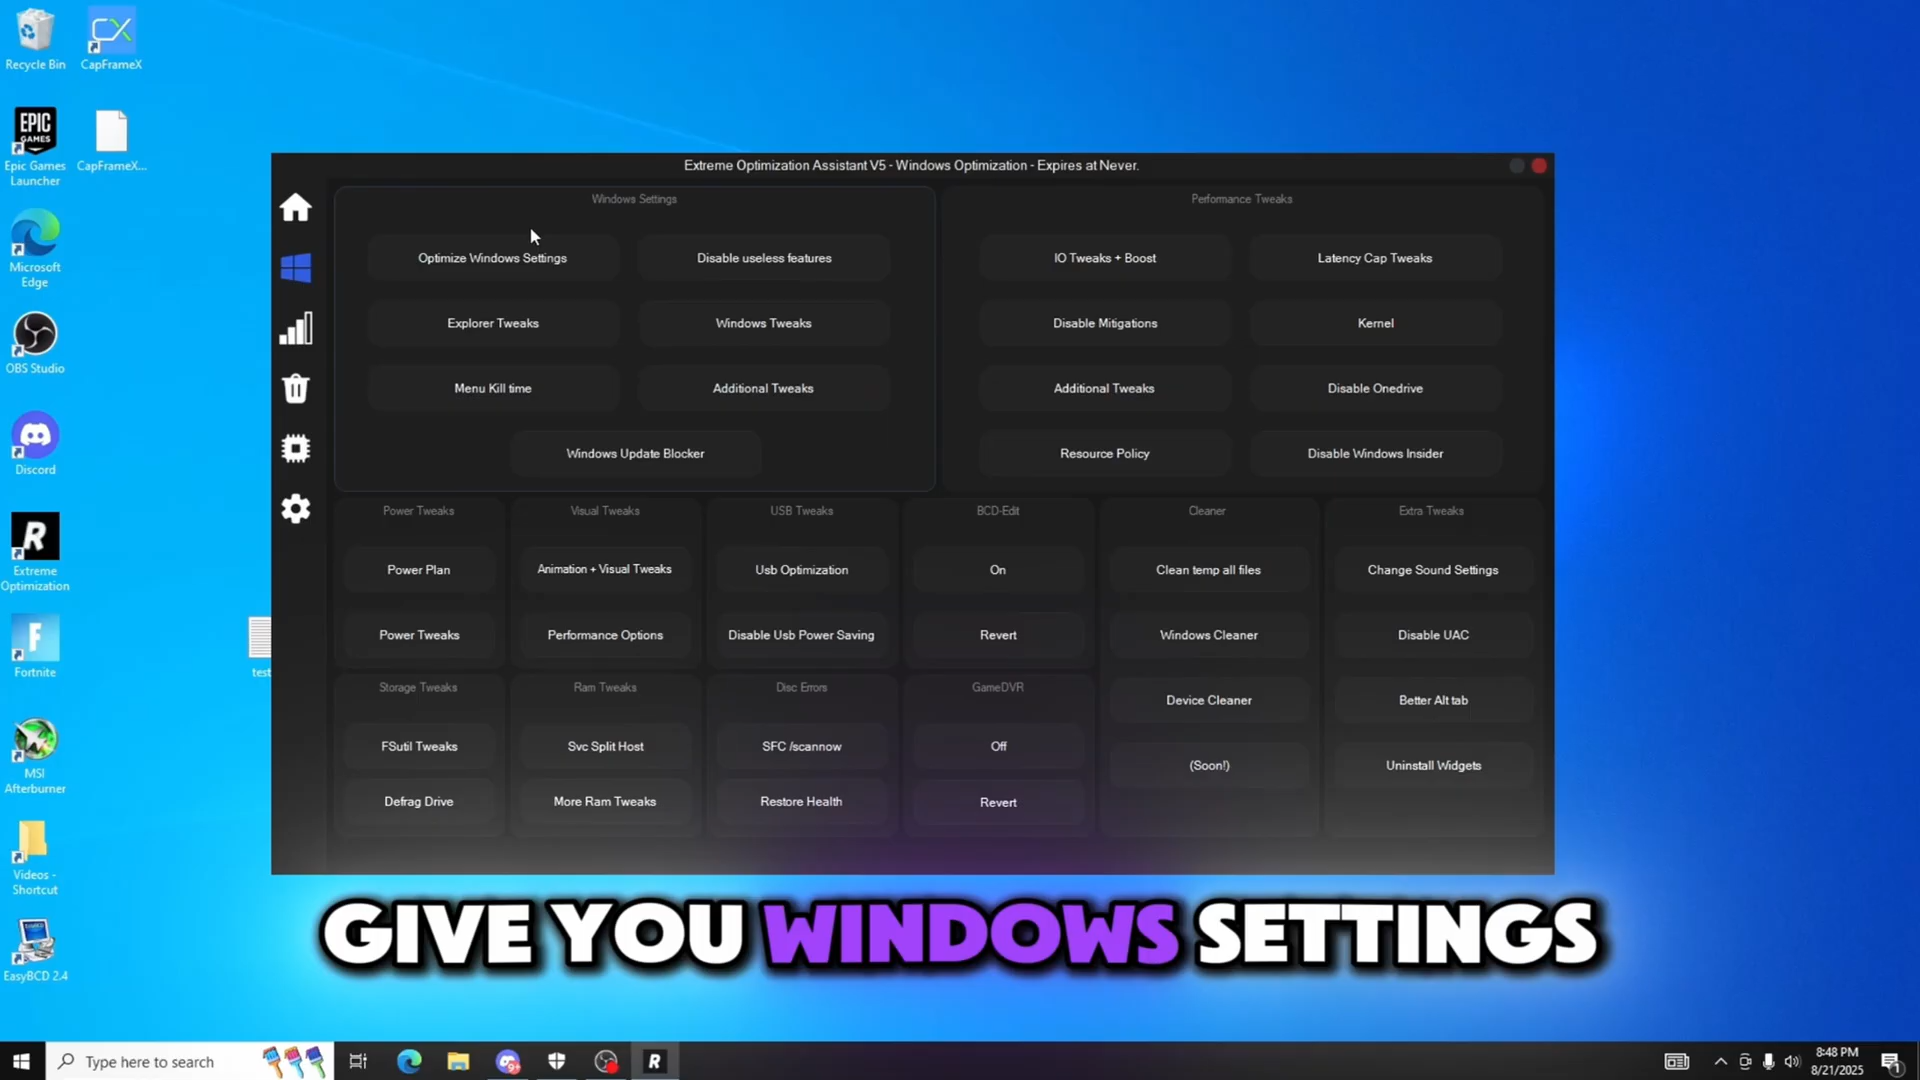 Recycle Bin
CapFrameX
Epic Games
Launcher
CapFrameX...
Microsoft
Edge
OBS Studio
Discord
Extreme
Optimization
Fortnite
test
MSI
Afterburner
Videos -
Shortcut
EasyBCD 2.4
EPIC
GAMES
Extreme Optimization Assistant V5 - Windows Optimization - Expires at Never.
Windows Settings
Optimize Windows Settings
Disable useless features
Explorer Tweaks
Windows Tweaks
Menu Kill time
Additional Tweaks
Windows Update Blocker
Performance Tweaks
IO Tweaks + Boost
Latency Cap Tweaks
Disable Mitigations
Kernel
Additional Tweaks
Disable Onedrive
Resource Policy
Disable Windows Insider
Power Tweaks
Power Plan
Power Tweaks
Visual Tweaks
Animation + Visual Tweaks
Performance Options
USB Tweaks
Usb Optimization
Disable Usb Power Saving
BCD-Edit
On
Revert
Cleaner
Clean temp all files
Windows Cleaner
Device Cleaner
(Soon!)
Extra Tweaks
Change Sound Settings
Disable UAC
Better Alt tab
Uninstall Widgets
Storage Tweaks
FSutil Tweaks
Defrag Drive
Ram Tweaks
Svc Split Host
More Ram Tweaks
Disc Errors
SFC /scannow
Restore Health
GameDVR
Off
Revert
GIVE YOU WINDOWS SETTINGS
Type here to search
8:48 PM
8/21/2025